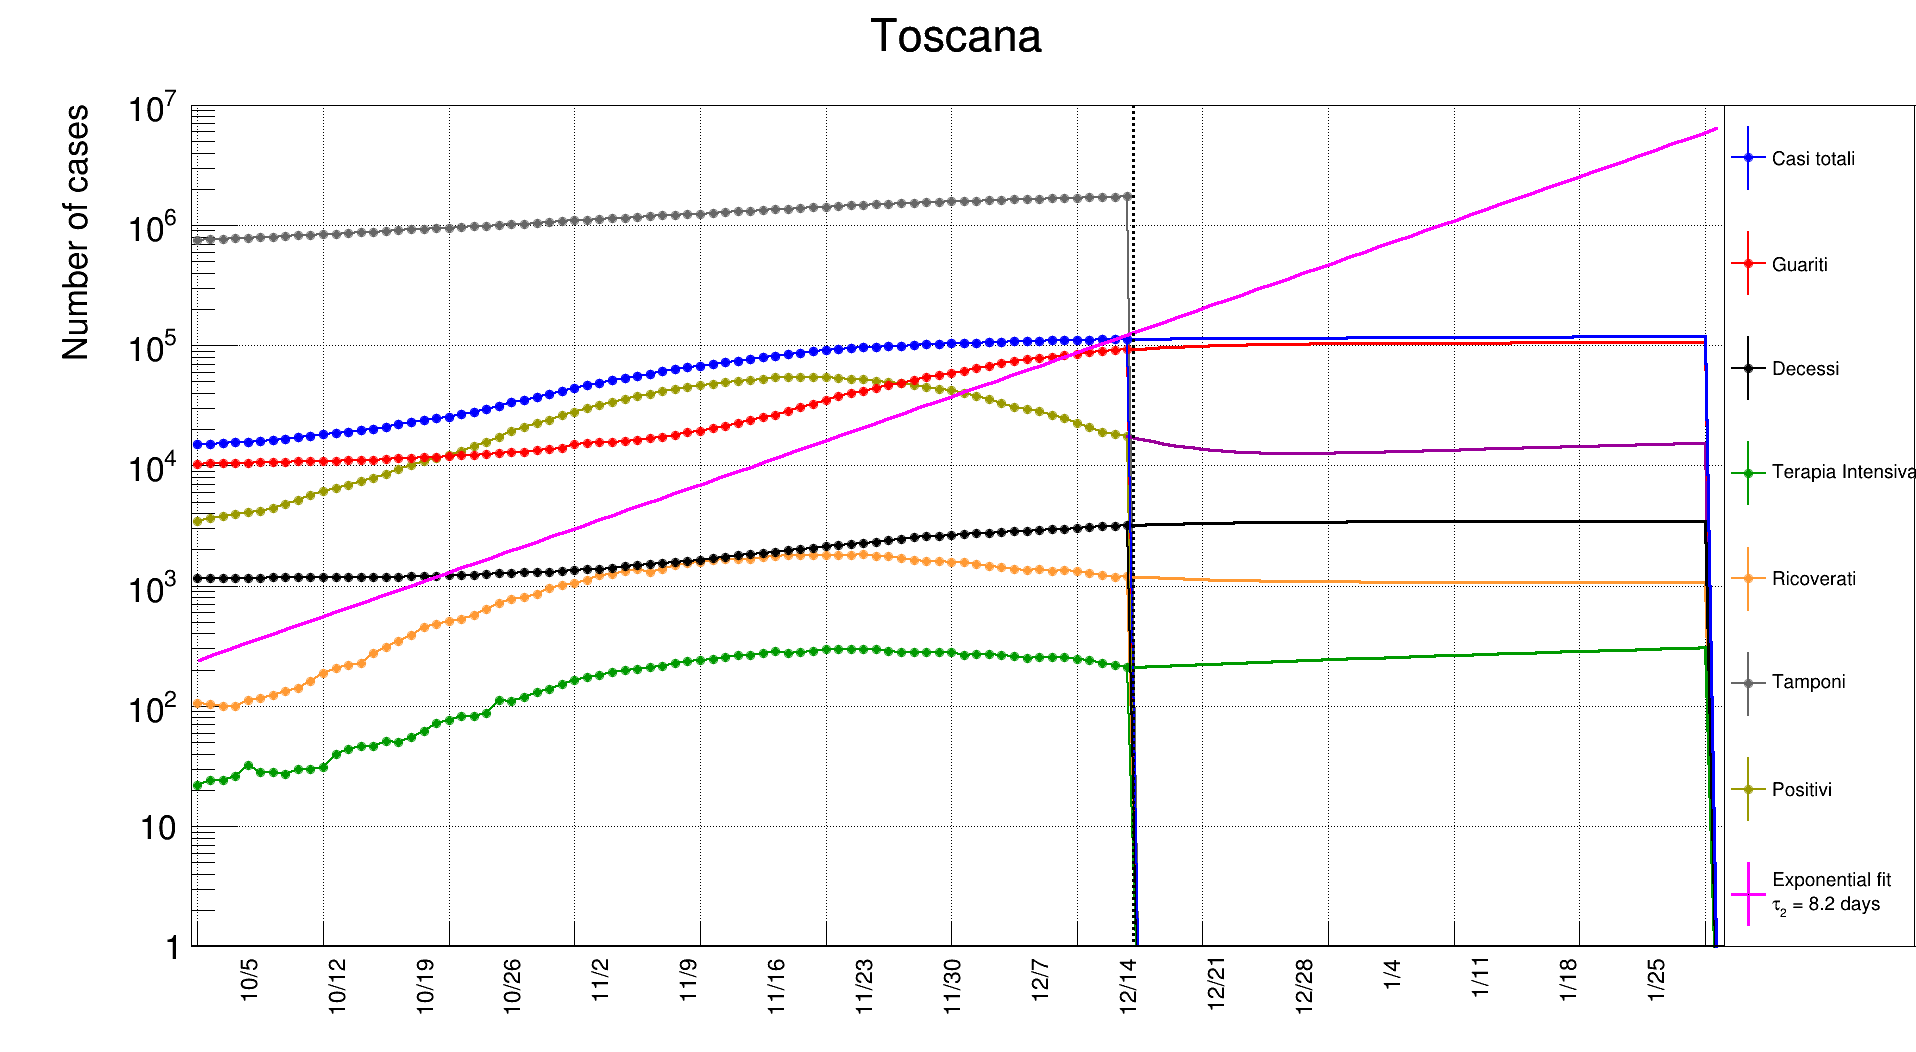 Toscana
Number of cases
10^7
10^6
10^5
10^4
10^3
10^2
10
1
10/5
10/12
10/19
10/26
11/2
11/9
11/16
11/23
11/30
12/7
12/14
12/21
12/28
1/4
1/11
1/18
1/25
Casi totali
Guariti
Decessi
Terapia Intensiva
Ricoverati
Tamponi
Positivi
Exponential fit
τ_2 = 8.2 days